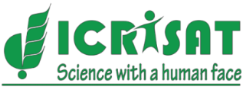 ICRISAT
Science with a human face